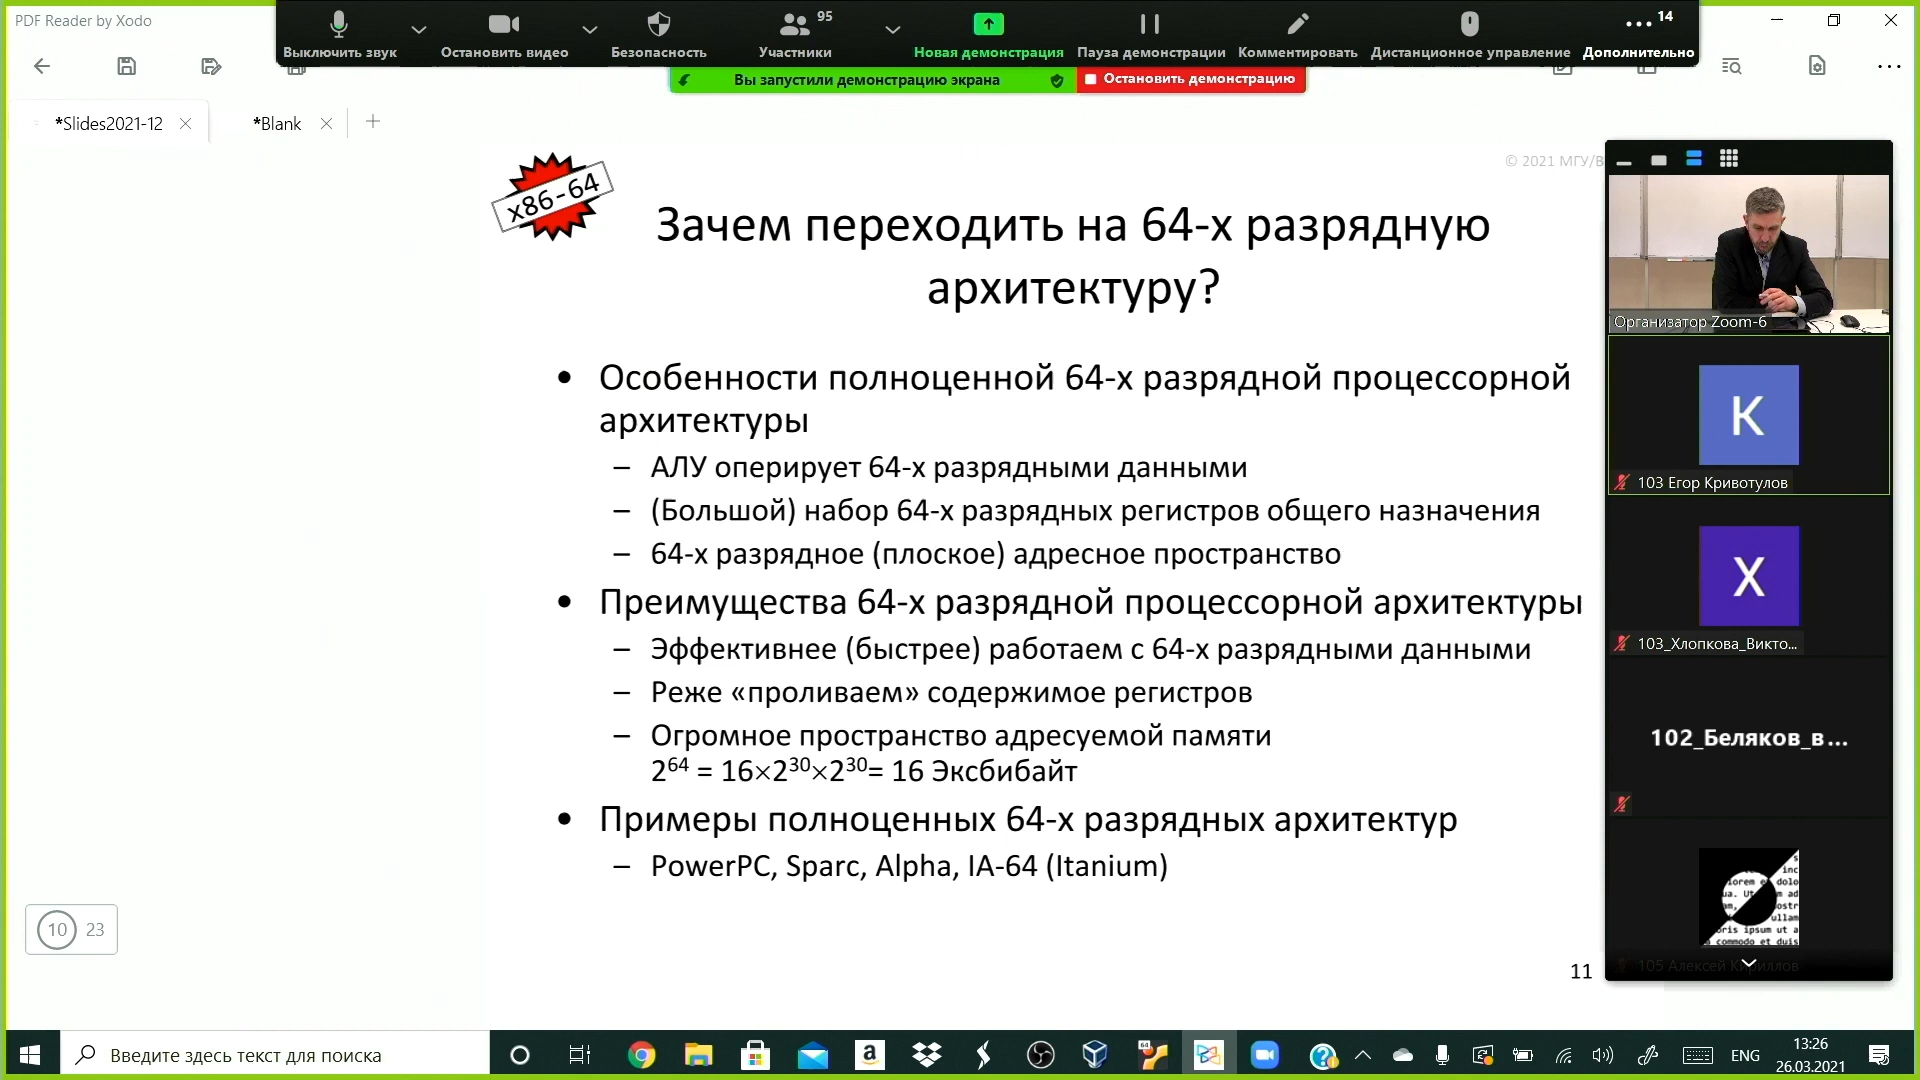 PDF Reader by Xodo
95
14
Выключить звук
Остановить видео
Безопасность
Участники
Новая демонстрация
Пауза демонстрации
Комментировать
Дистанционное управление
Дополнительно
Вы запустили демонстрацию экрана
Остановить демонстрацию
*Slides2021-12
*Blank
© 2021 МГУ/В
x86-64
Зачем переходить на 64-х разрядную
архитектуру?
• Особенности полноценной 64-х разрядной процессорной
архитектуры
– АЛУ оперирует 64-х разрядными данными
– (Большой) набор 64-х разрядных регистров общего назначения
– 64-х разрядное (плоское) адресное пространство
• Преимущества 64-х разрядной процессорной архитектуры
– Эффективнее (быстрее) работаем с 64-х разрядными данными
– Реже «проливаем» содержимое регистров
– Огромное пространство адресуемой памяти
2⁶⁴ = 16×2³⁰×2³⁰= 16 Эксбибайт
• Примеры полноценных 64-х разрядных архитектур
– PowerPC, Sparc, Alpha, IA-64 (Itanium)
11
10 23
Организатор Zoom-6
К
103 Егор Кривотулов
Х
103_Хлопкова_Викто...
102_Беляков_в...
105 Алексей Кириллов
Введите здесь текст для поиска
ENG
13:26
26.03.2021